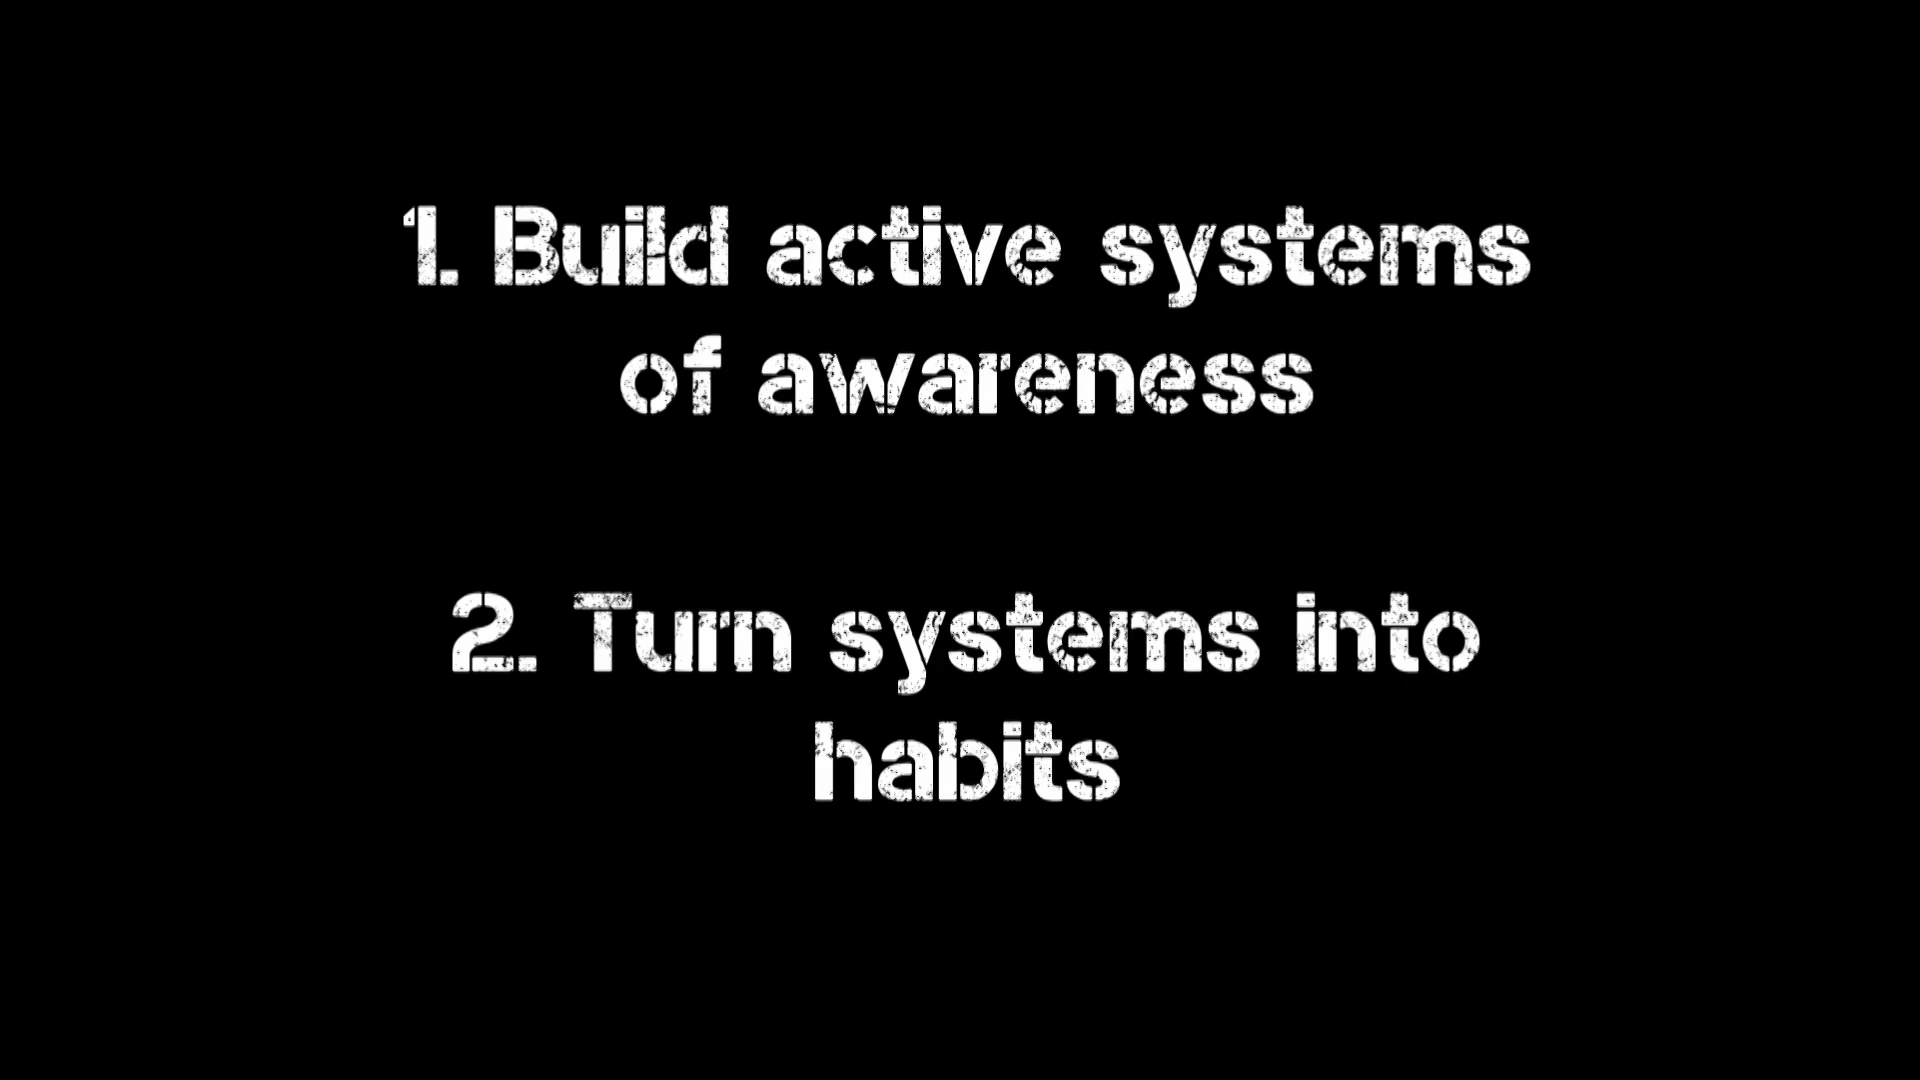 1. Build active systems
of awareness
2. Turn systems into
habits